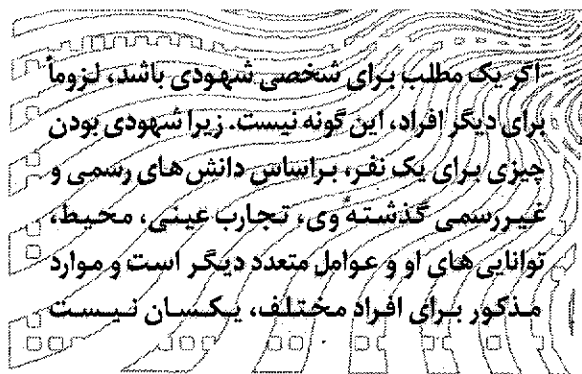 اگر یک مطلب برای شخصی شهودی باشد، لزوماً
برای دیگر افراد، این گونه نیست. زیرا شهودی بودن
چیزی برای یک نفر، براساس دانش های رسمی و
غیررسمی گذشتهٔ وی، تجارب عینی، محیط،
توانایی های او و عوامل متعدد دیگر است و موارد
مذکور برای افراد مختلف، یکسان نیست